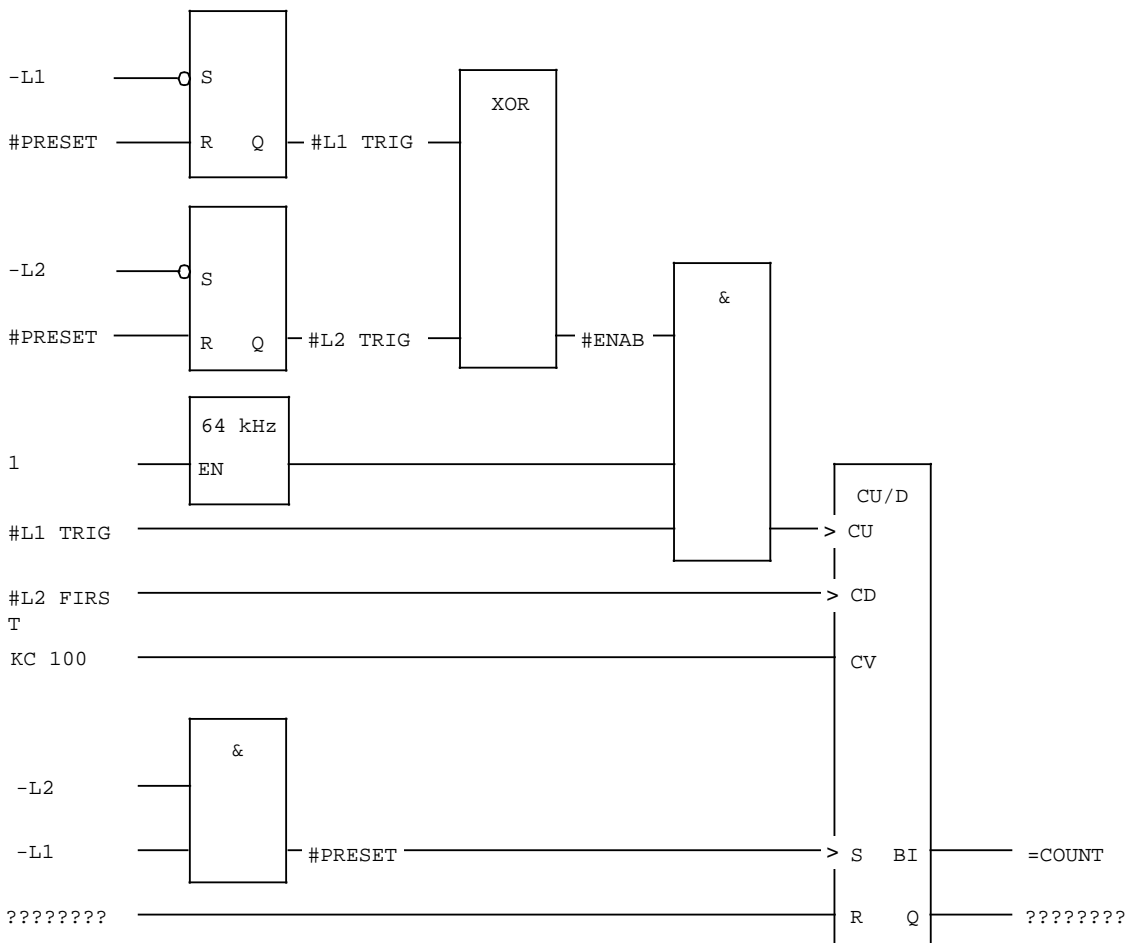 -L1
S
XOR
#PRESET
R Q
#L1 TRIG
-L2
S
&
#PRESET
R Q
#L2 TRIG
#ENAB
64 kHz
1
EN
CU/D
#L1 TRIG
> CU
#L2 FIRS
T
> CD
KC 100
CV
&
-L2
-L1
#PRESET
> S BI
=COUNT
????????
R Q
????????